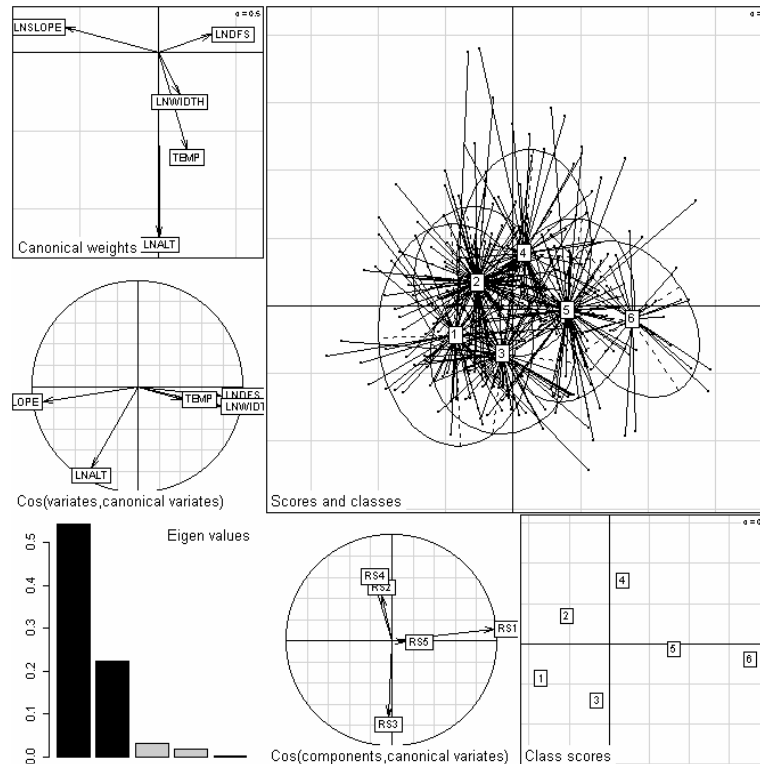 d = 0.5
LNSLOPE
LNDFS
LNWIDTH
TEMP
LNALT
Canonical weights
4
2
5
6
1
3
Scores and classes
LNDFS
TEMP
LNWIDT
LOPE
LNALT
Cos(variates,canonical variates)
Eigen values
0.5
0.4
0.3
0.2
0.1
0.0
RS4
RS2
RS1
RS5
RS3
Cos(components,canonical variates)
4
2
5
6
1
3
Class scores